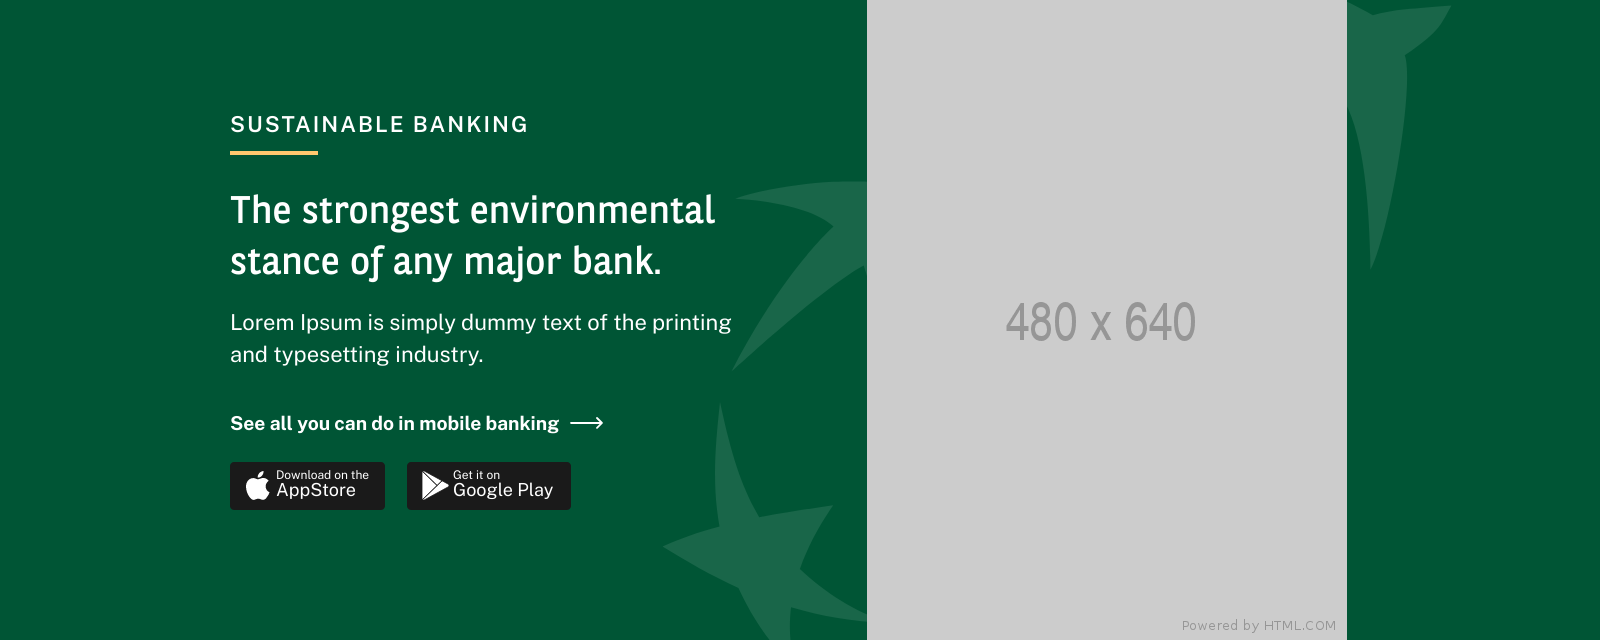 SUSTAINABLE BANKING
The strongest environmental
stance of any major bank.
Lorem Ipsum is simply dummy text of the printing
and typesetting industry.
See all you can do in mobile banking
Download on the
AppStore
Get it on
Google Play
480 x 640
Powered by HTML.COM